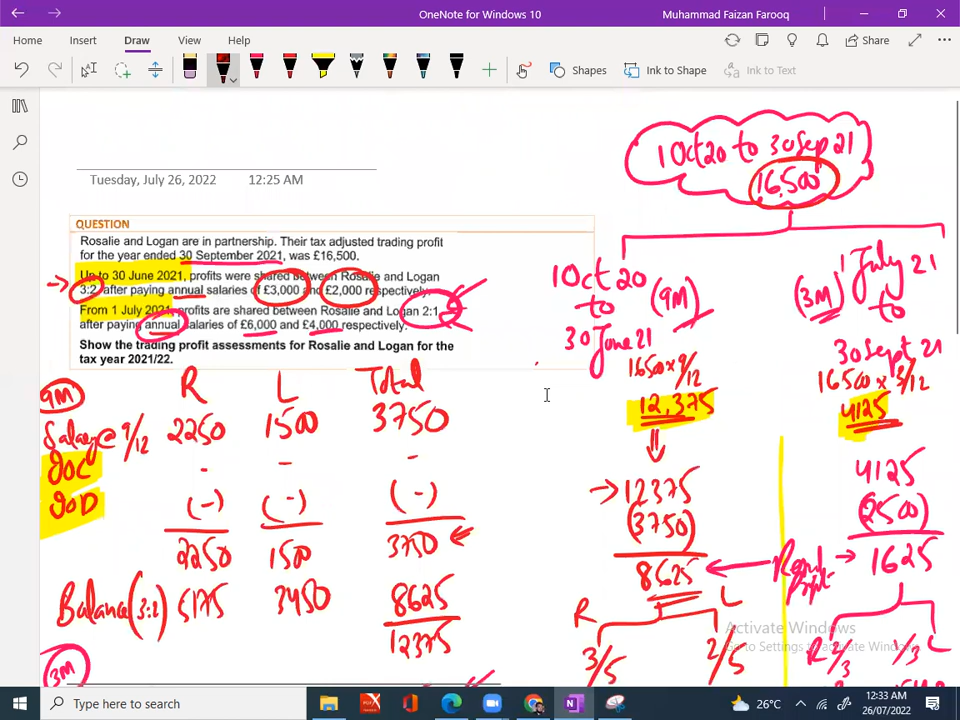 OneNote for Windows 10
Muhammad Faizan Farooq
Home Insert Draw View Help
Share
Shapes
Ink to Shape
Ink to Text
Tuesday, July 26, 2022 12:25 AM
QUESTION
Rosalie and Logan are in partnership. Their tax adjusted trading profit
for the year ended 30 September 2021, was £16,500.
Up to 30 June 2021, profits were shared between Rosalie and Logan
3:2, after paying annual salaries of £3,000 and £2,000 respectively.
From 1 July 2021, profits are shared between Rosalie and Logan 2:1,
after paying annual salaries of £6,000 and £4,000 respectively.
Show the trading profit assessments for Rosalie and Logan for the
tax year 2021/22.
1 Oct 20 to 30 Sep 21
16,500
1 Oct 20
to
30 June 21
(9M)
16500 x 9/12
12,375
(3M)
1 July 21
to
30 Sept 21
16500 x 3/12
4125
9M
R L Total
Salary @ 9/12 2250 1500 3750
IOC - - -
IOD (-) (-) (-)
2250 1500 3750
Balance (3:2) 5175 3450 8625
12375
3M
12375
(3750)
8625
R L
3/5 2/5
4125
(2500)
1625
R 2/3 1/3 L
Activate Windows
Go to Settings to activate Windows.
Type here to search
26°C
12:33 AM
26/07/2022